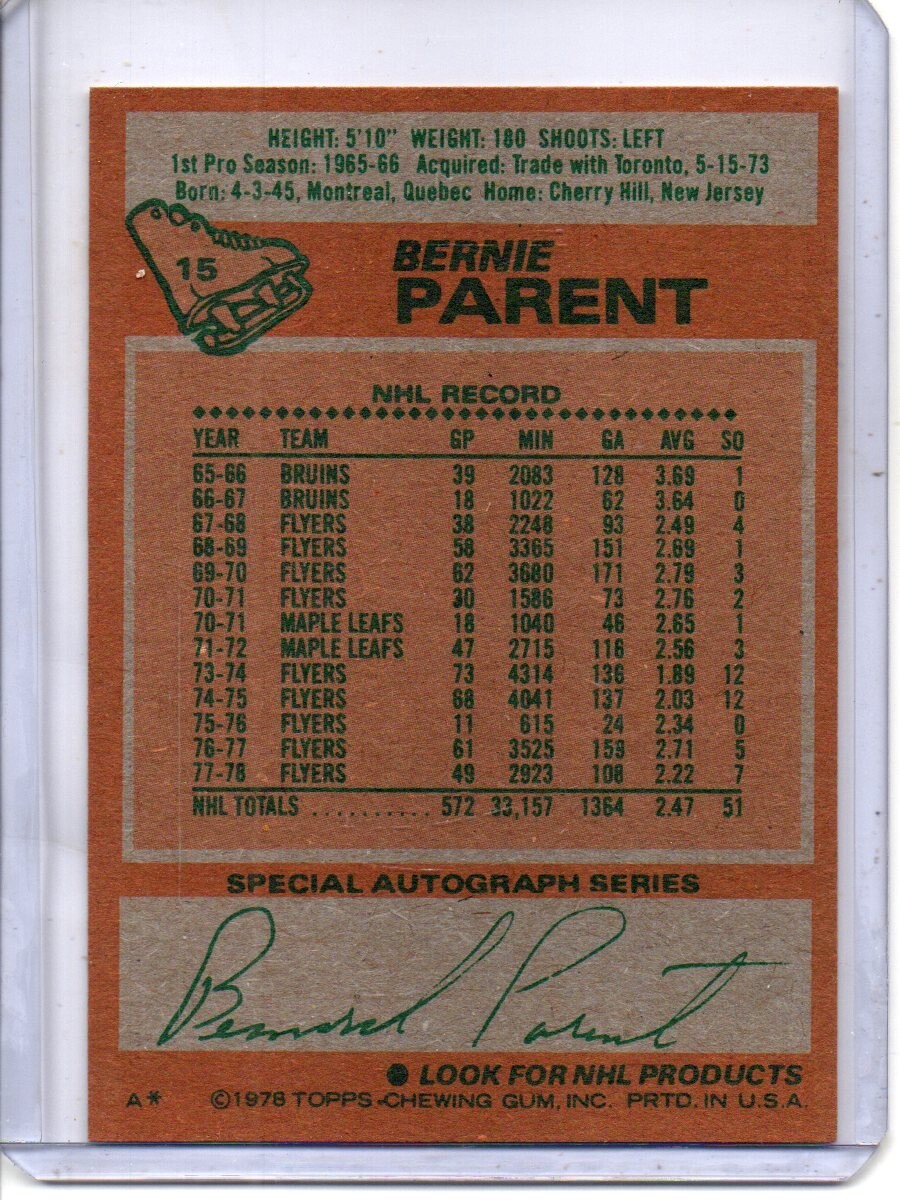 HEIGHT: 5'10" WEIGHT: 180 SHOOTS: LEFT
1st Pro Season: 1965-66 Acquired: Trade with Toronto, 5-15-73
Born: 4-3-45, Montreal, Quebec Home: Cherry Hill, New Jersey
15
BERNIE
PARENT
NHL RECORD
YEAR TEAM GP MIN GA AVG SO
65-66 BRUINS 39 2083 128 3.69 1
66-67 BRUINS 18 1022 62 3.64 0
67-68 FLYERS 38 2248 93 2.49 4
68-69 FLYERS 58 3365 151 2.69 1
69-70 FLYERS 62 3680 171 2.79 3
70-71 FLYERS 30 1586 73 2.76 2
70-71 MAPLE LEAFS 18 1040 46 2.65 1
71-72 MAPLE LEAFS 47 2715 116 2.56 3
73-74 FLYERS 73 4314 136 1.89 12
74-75 FLYERS 68 4041 137 2.03 12
75-76 FLYERS 11 615 24 2.34 0
76-77 FLYERS 61 3525 159 2.71 5
77-78 FLYERS 49 2923 108 2.22 7
NHL TOTALS .......... 572 33,157 1364 2.47 51
SPECIAL AUTOGRAPH SERIES
Bernard Parent
● LOOK FOR NHL PRODUCTS
A* ©1978 TOPPS CHEWING GUM, INC. PRTD. IN U.S.A.